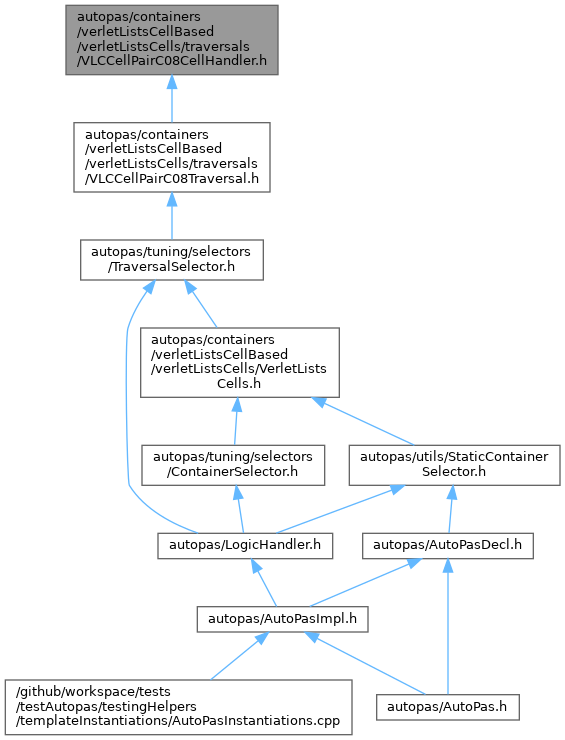 autopas/containers
/verletListsCellBased
/verletListsCells/traversals
/VLCCellPairC08CellHandler.h
autopas/containers
/verletListsCellBased
/verletListsCells/traversals
/VLCCellPairC08Traversal.h
autopas/tuning/selectors
/TraversalSelector.h
autopas/containers
/verletListsCellBased
/verletListsCells/VerletLists
Cells.h
autopas/tuning/selectors
/ContainerSelector.h
autopas/utils/StaticContainer
Selector.h
autopas/LogicHandler.h
autopas/AutoPasDecl.h
autopas/AutoPasImpl.h
/github/workspace/tests
/testAutopas/testingHelpers
/templateInstantiations/AutoPasInstantiations.cpp
autopas/AutoPas.h